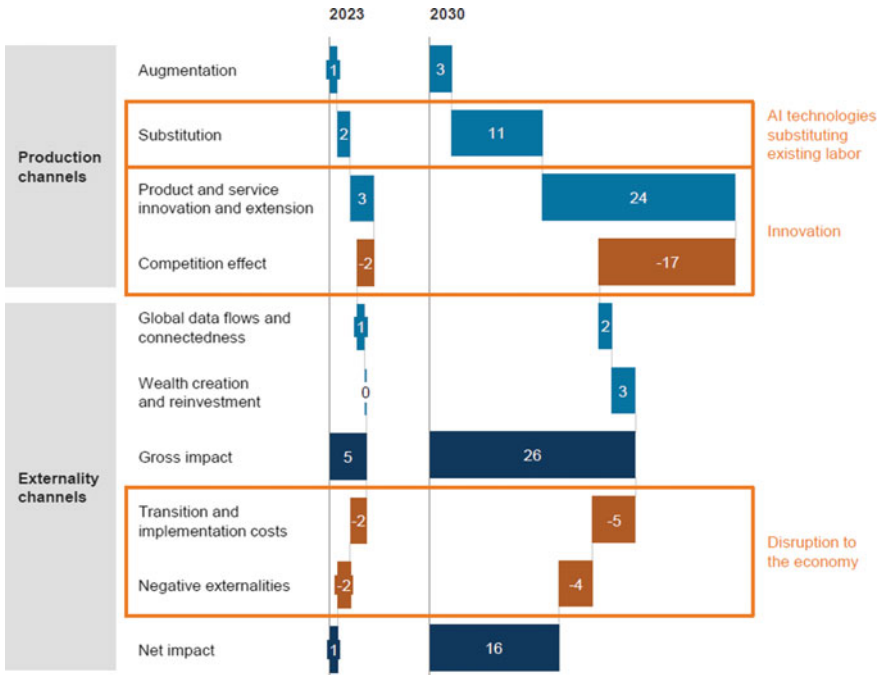 2023 2030
Production
channels
Augmentation
1
3
Substitution
2
11
AI technologies
substituting
existing labor
Product and service
innovation and extension
3
24
Competition effect
-2
-17
Innovation
Externality
channels
Global data flows and
connectedness
1
2
Wealth creation
and reinvestment
0
3
Gross impact
5
26
Transition and
implementation costs
-2
-5
Negative externalities
-2
-4
Disruption to
the economy
Net impact
1
16